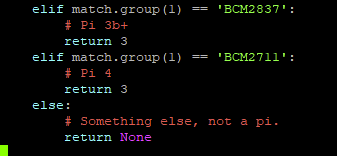 elif match.group(1) == 'BCM2837':
# Pi 3b+
return 3
elif match.group(1) == 'BCM2711':
# Pi 4
return 3
else:
# Something else, not a pi.
return None